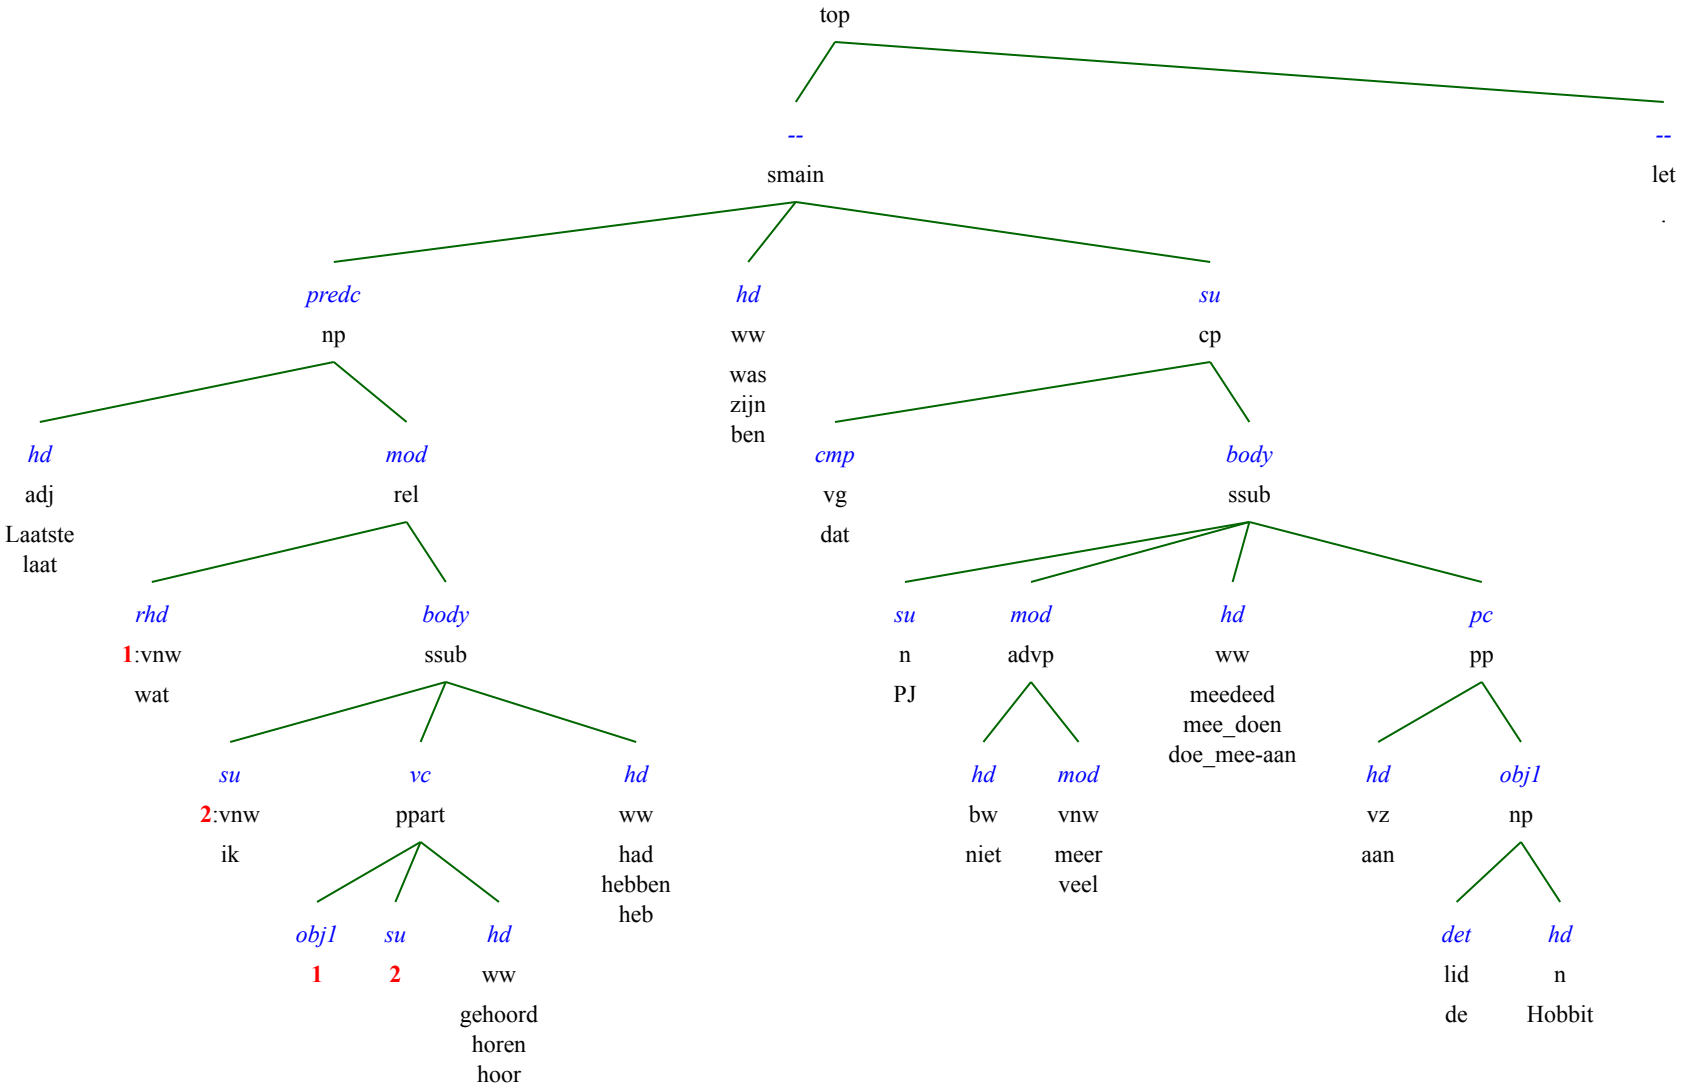 top
-- --
smain let
.
predc hd su
np ww cp
was
zijn
ben
hd mod cmp body
adj rel vg ssub
Laatste dat
laat
rhd body su mod hd pc
1:vnw ssub n advp ww pp
wat PJ meedeed
mee_doen
doe_mee-aan
su vc hd hd mod hd obj1
2:vnw ppart ww bw vnw vz np
ik had niet meer aan
hebben veel
heb
obj1 su hd det hd
1 2 ww lid n
gehoord de Hobbit
horen
hoor